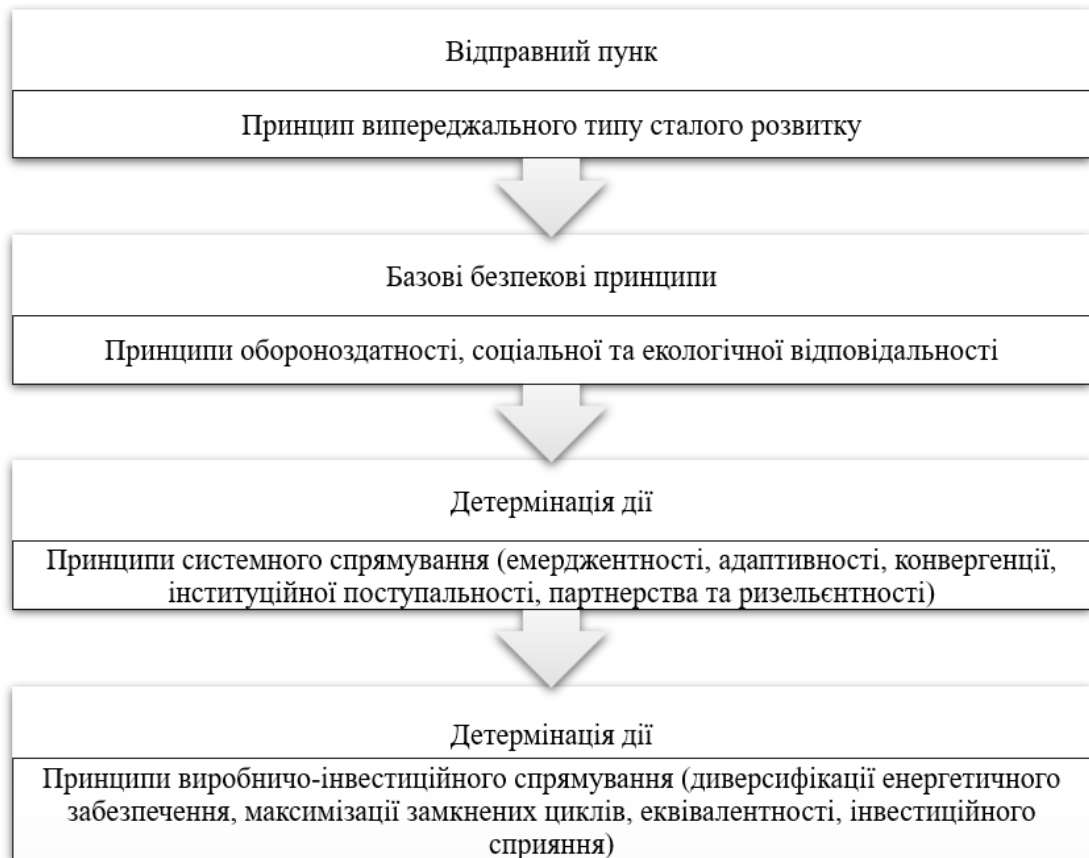 Відправний пунк
Принцип випереджального типу сталого розвитку
Базові безпекові принципи
Принципи обороноздатності, соціальної та екологічної відповідальності
Детермінація дії
Принципи системного спрямування (емерджентності, адаптивності, конвергенції,
інституційної поступальності, партнерства та ризельєнтності)
Детермінація дії
Принципи виробничо-інвестиційного спрямування (диверсифікації енергетичного
забезпечення, максимізації замкнених циклів, еквівалентності, інвестиційного
сприяння)